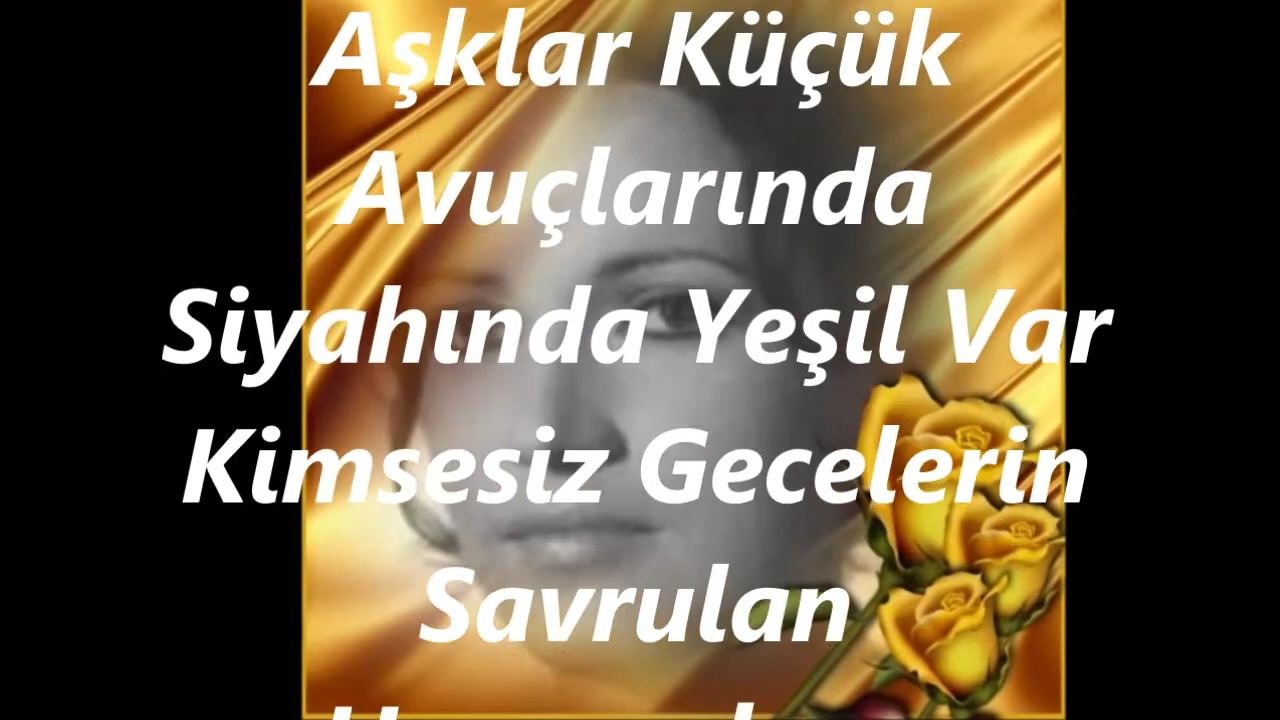 Aşklar Küçük
Avuçlarında
Siyahında Yeşil Var
Kimsesiz Gecelerin
Savrulan